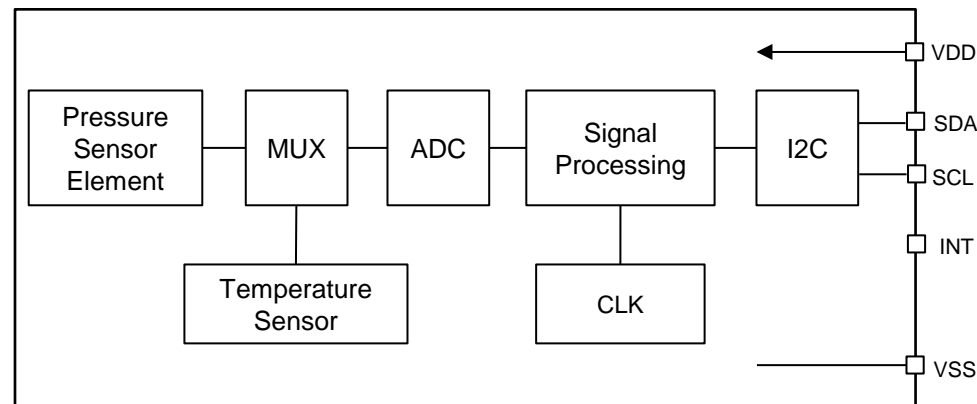 VDD
Pressure
Sensor
Element
MUX
ADC
Signal
Processing
I2C
SDA
SCL
INT
Temperature
Sensor
CLK
VSS